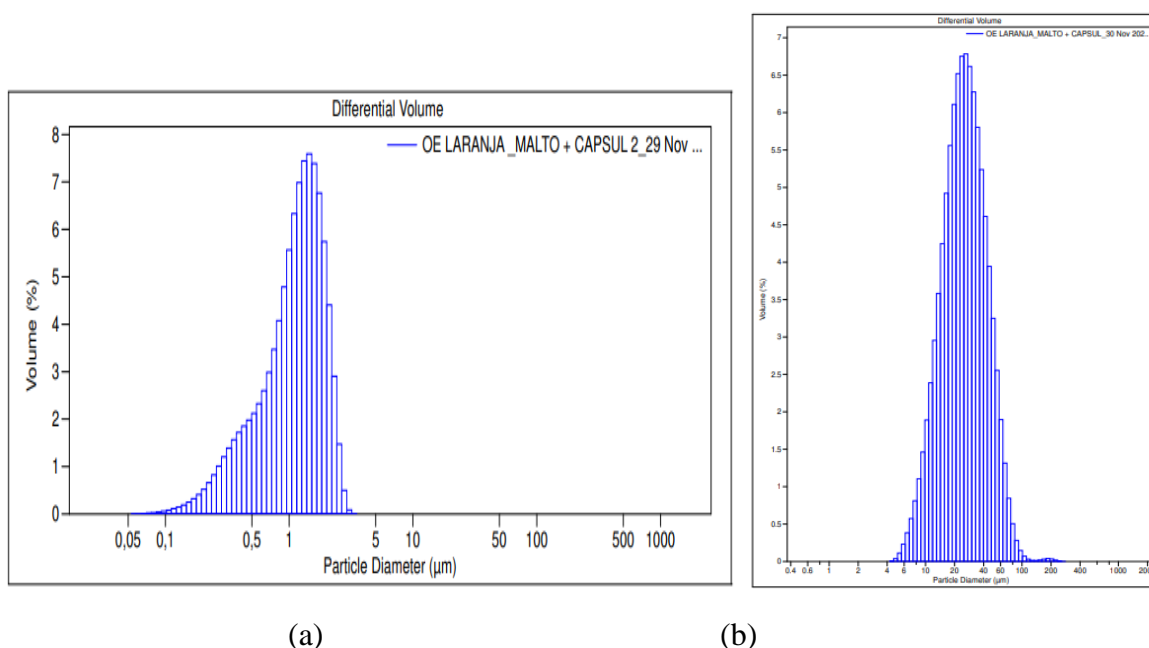 Differential Volume
OE LARANJA _MALTO + CAPSUL 2_29 Nov ...
8
7
6
5
4
3
2
1
0
Volume (%)
0,05 0,1 0,5 1 5 10 50 100 500 1000
Particle Diameter (µm)
(a)
Differential Volume
OE LARANJA_MALTO + CAPSUL_30 Nov 202...
7
6.5
6
5.5
5
4.5
4
3.5
3
2.5
2
1.5
1
0.5
0
Volume (%)
0.4 0.6 1 2 4 6 10 20 40 60 100 200 400 1000
Particle Diameter (µm)
(b)